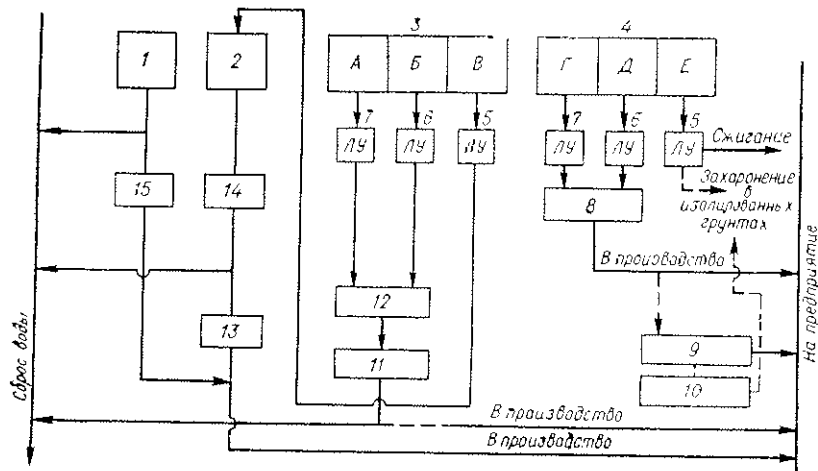 3
4
1
2
А Б В
Г Д Е
7 6 5
7 6 5
ЛУ ЛУ ЛУ
ЛУ ЛУ ЛУ
Сжигание
Захоронение
в
изолированных
грунтах
15
14
8
В производство
12
13
9
11
10
В производство
В производство
Сброс воды
На предприятие